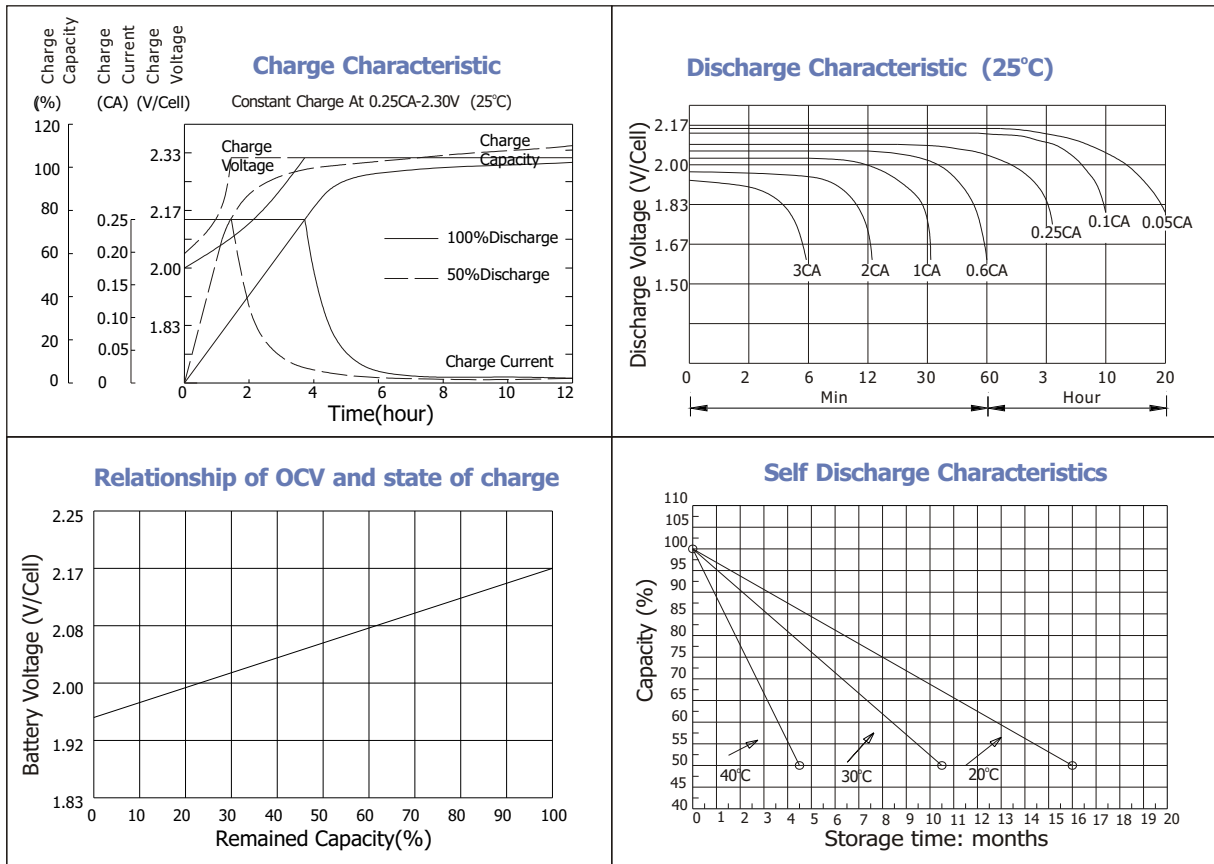 Charge Capacity
Charge Current
Charge Voltage
(%)
(CA)
(V/Cell)
Charge Characteristic
Constant Charge At 0.25CA-2.30V (25°C)
120
100
80
60
40
20
0
0.25
0.20
0.15
0.10
0.05
0
2.33
2.17
2.00
1.83
Charge Voltage
Charge Capacity
100%Discharge
50%Discharge
Charge Current
0 2 4 6 8 10 12
Time(hour)
Discharge Characteristic (25°C)
Discharge Voltage (V/Cell)
2.17
2.00
1.83
1.67
1.50
3CA 2CA 1CA 0.6CA 0.25CA 0.1CA 0.05CA
0 2 6 12 30 60 3 10 20
Min Hour
Relationship of OCV and state of charge
Battery Voltage (V/Cell)
2.25
2.17
2.08
2.00
1.92
1.83
0 10 20 30 40 50 60 70 80 90 100
Remained Capacity(%)
Self Discharge Characteristics
Capacity (%)
110
105
100
95
90
85
80
75
70
65
60
55
50
45
40
40°C 30°C 20°C
0 1 2 3 4 5 6 7 8 9 10 11 12 13 14 15 16 17 18 19 20
Storage time: months